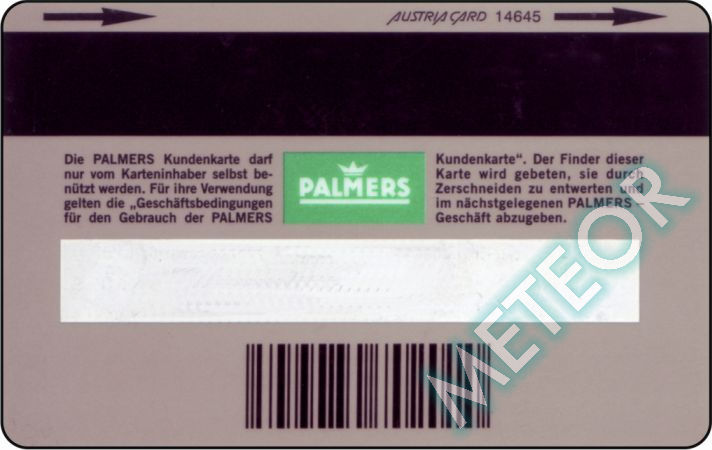 AUSTRIA CARD 14645
Die PALMERS Kundenkarte darf
nur vom Karteninhaber selbst be-
nützt werden. Für ihre Verwendung
gelten die „Geschäftsbedingungen
für den Gebrauch der PALMERS
PALMERS
Kundenkarte“. Der Finder dieser
Karte wird gebeten, sie durch
Zerschneiden zu entwerten und
im nächstgelegenen PALMERS –
Geschäft abzugeben.
METEOR